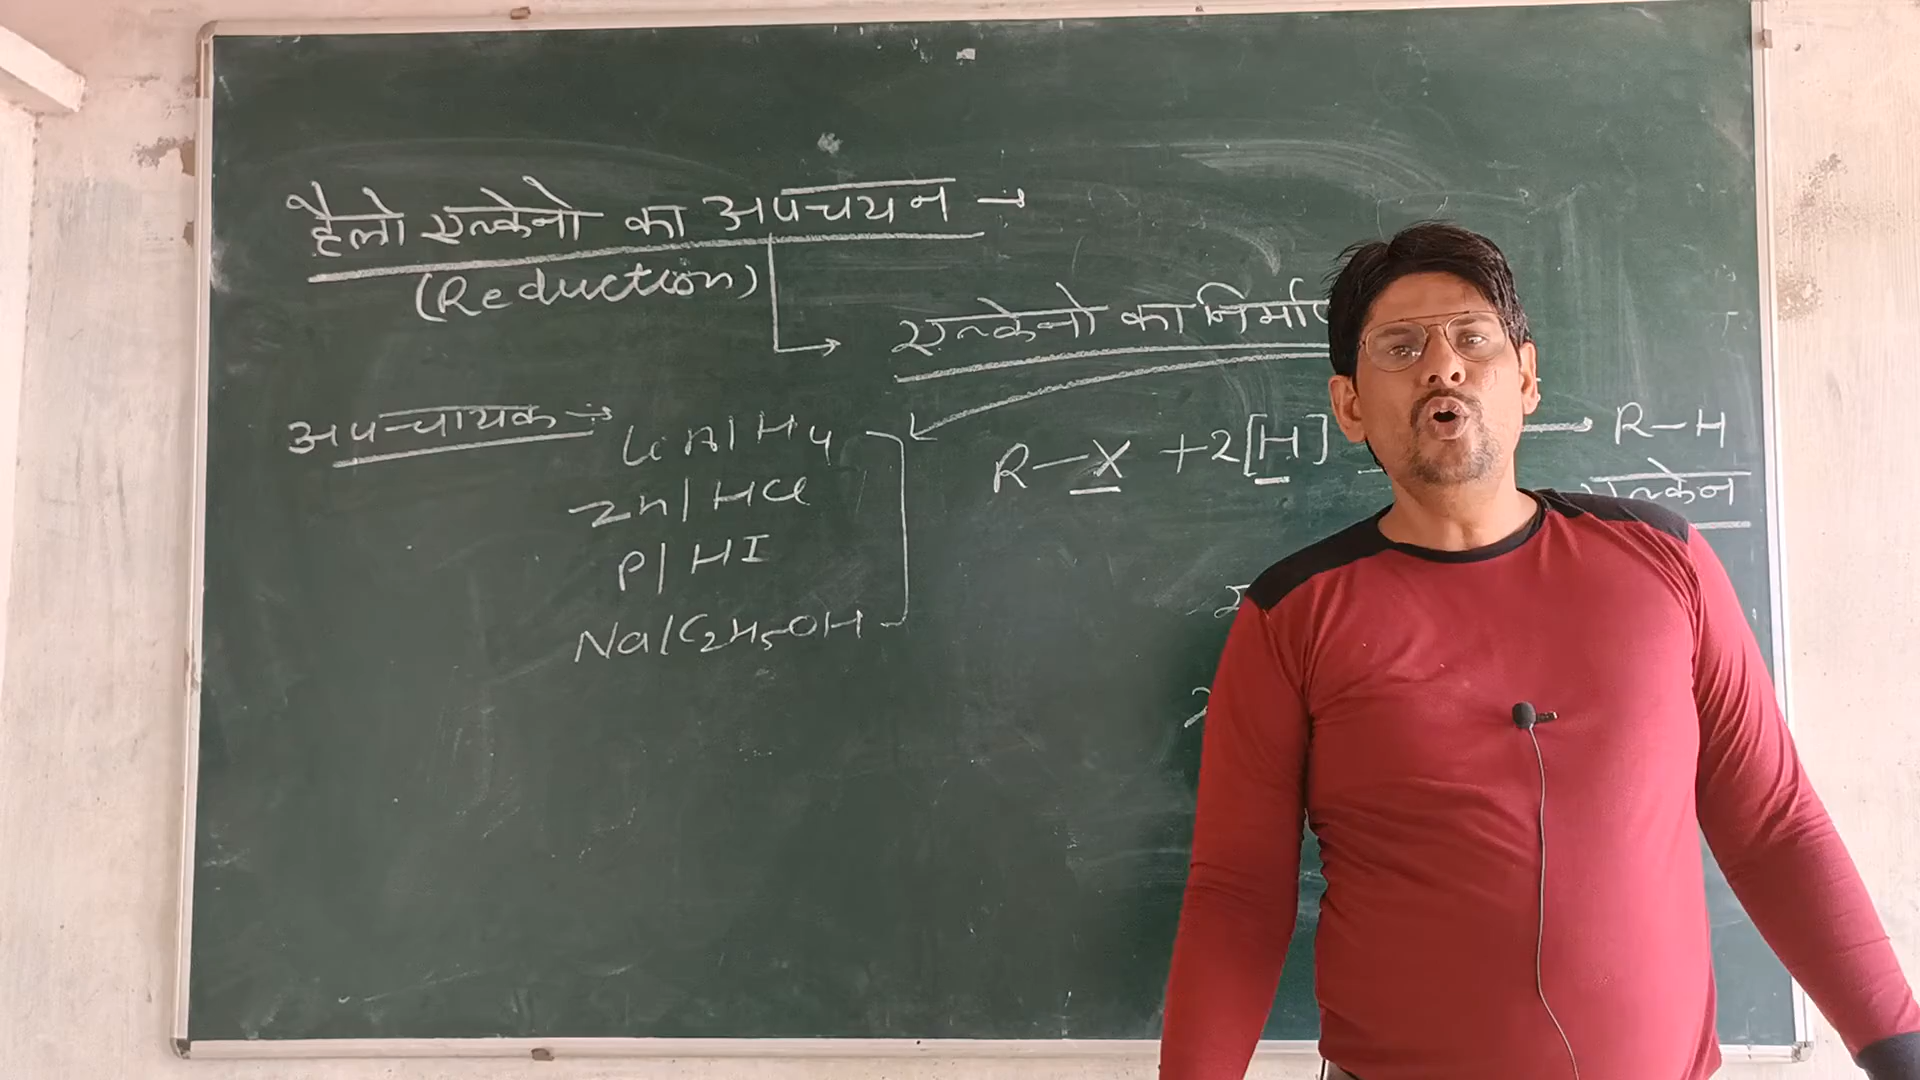 हैलो एल्केनो का अपचयन →
(Reduction)
एल्केनो का
अपचायक →
LiAlH4
Zn/HCl
P/HI
Na/C2H5OH
R-X +2[H] → R-H